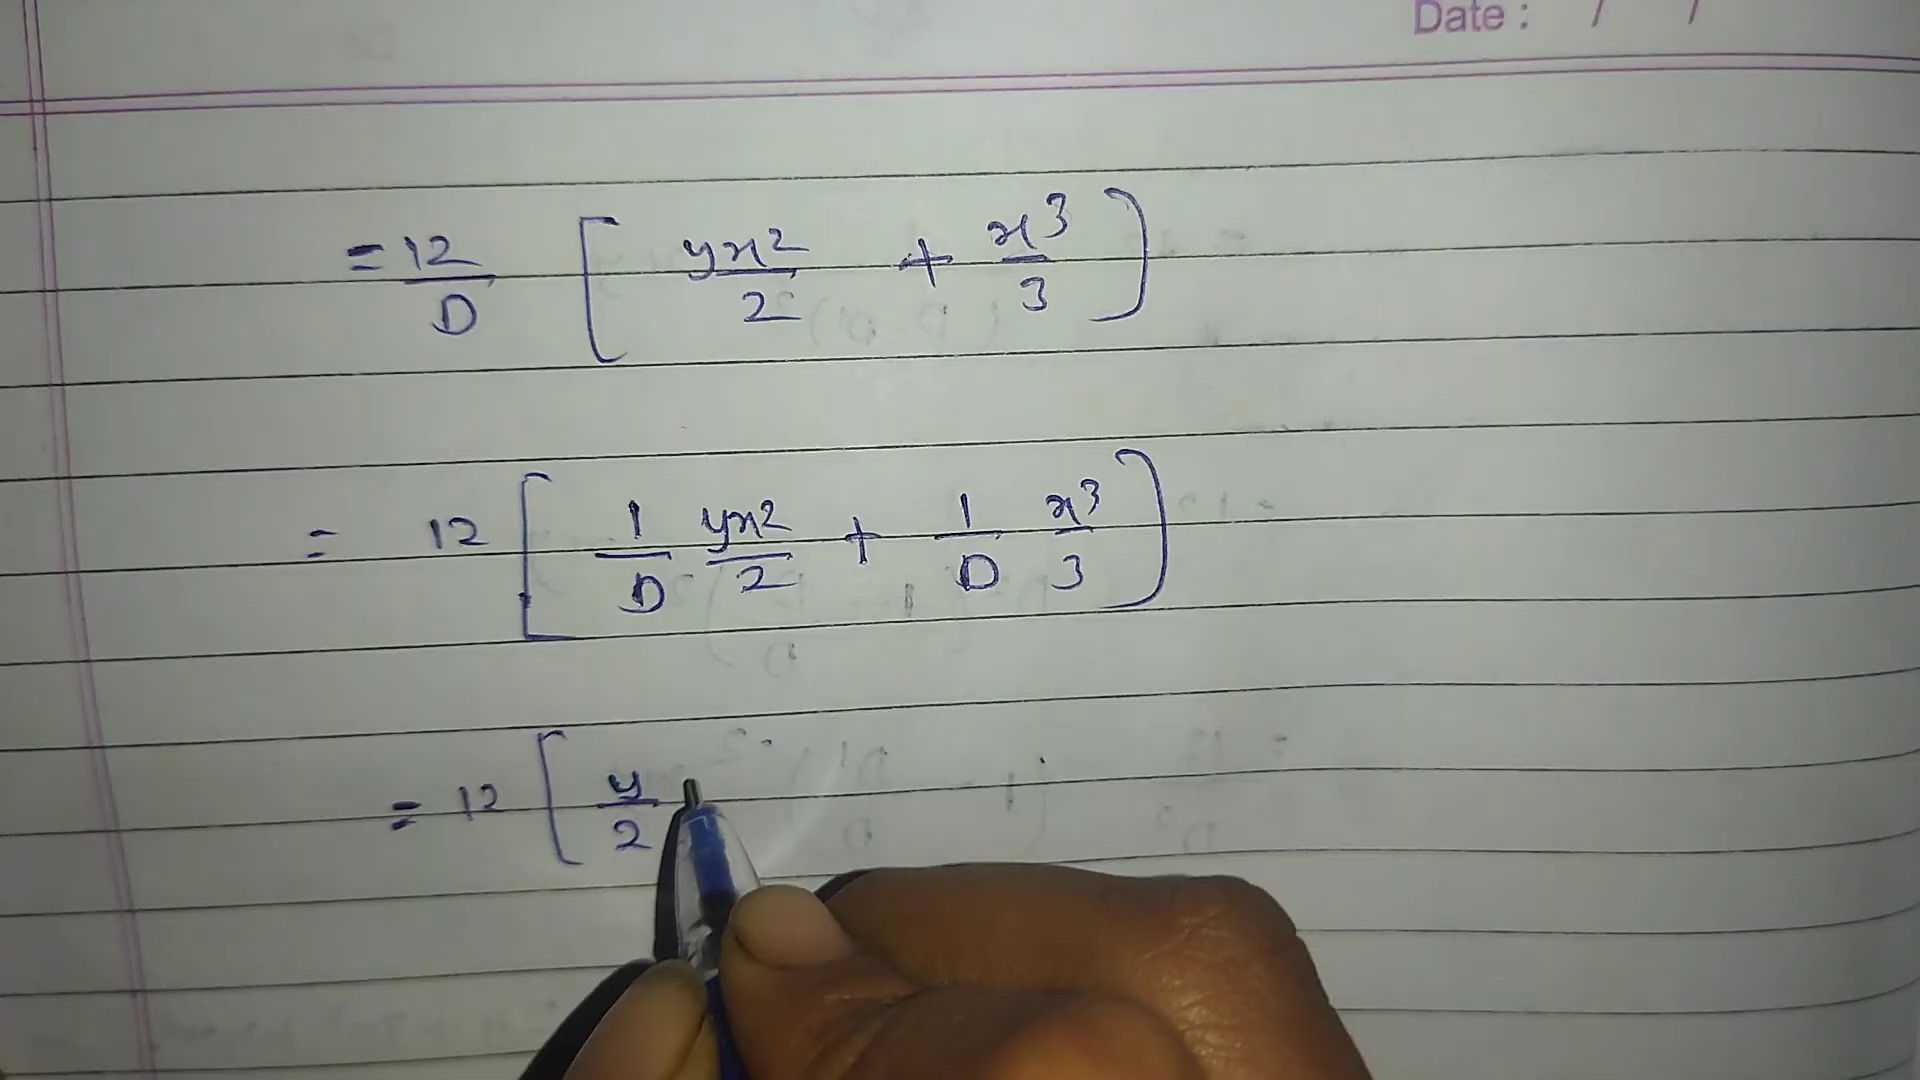 Date : / /
= 12/D [ yx²/2 + x³/3 ]
= 12 [ 1/D yx²/2 + 1/D x³/3 ]
= 12 [ y/2